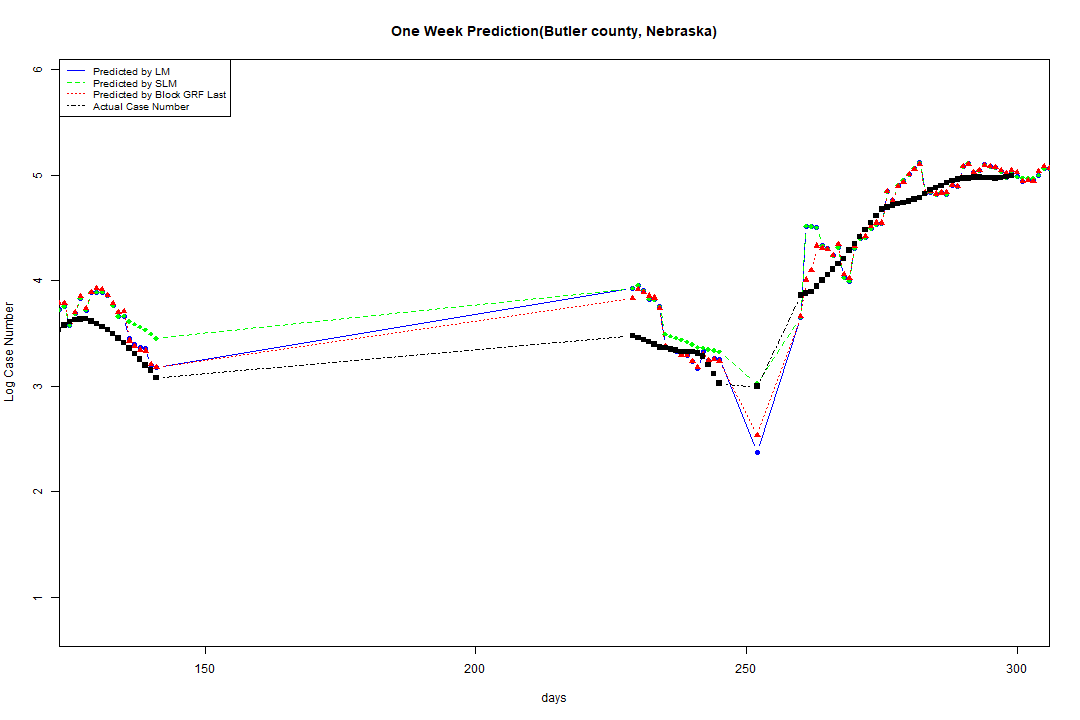 One Week Prediction(Butler county, Nebraska)
Predicted by LM
Predicted by SLM
Predicted by Block GRF Last
Actual Case Number
6
5
4
3
2
1
Log Case Number
150
200
250
300
days